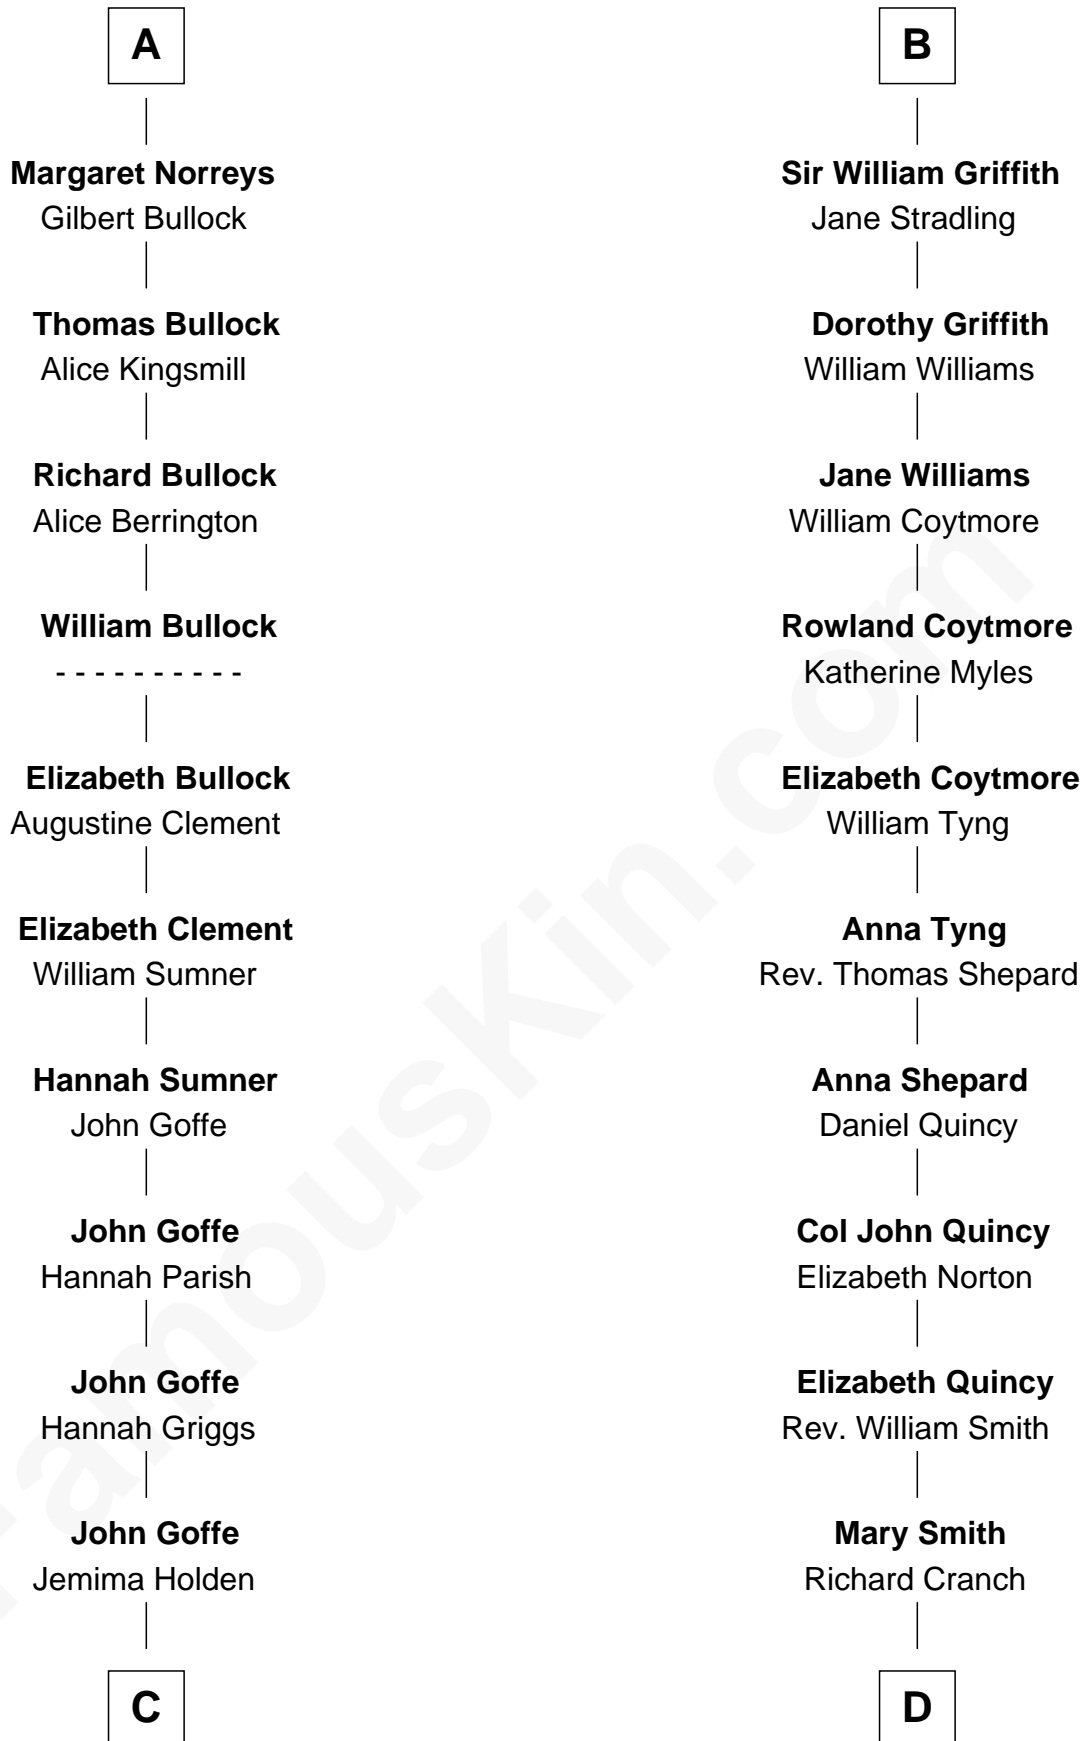 A
Margaret Norreys
Gilbert Bullock
Thomas Bullock
Alice Kingsmill
Richard Bullock
Alice Berrington
William Bullock
- - - - - - - - - -
Elizabeth Bullock
Augustine Clement
Elizabeth Clement
William Sumner
Hannah Sumner
John Goffe
John Goffe
Hannah Parish
John Goffe
Hannah Griggs
John Goffe
Jemima Holden
C
B
Sir William Griffith
Jane Stradling
Dorothy Griffith
William Williams
Jane Williams
William Coytmore
Rowland Coytmore
Katherine Myles
Elizabeth Coytmore
William Tyng
Anna Tyng
Rev. Thomas Shepard
Anna Shepard
Daniel Quincy
Col John Quincy
Elizabeth Norton
Elizabeth Quincy
Rev. William Smith
Mary Smith
Richard Cranch
D
FamousKin.com